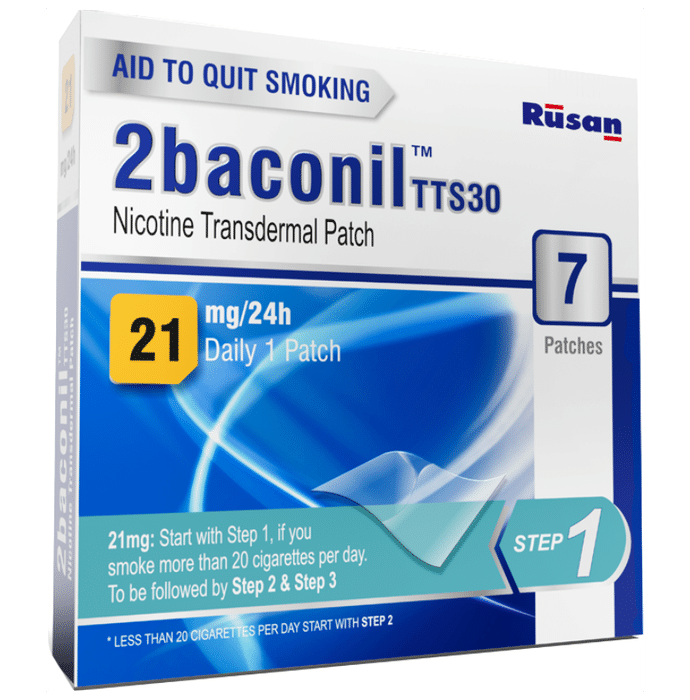 AID TO QUIT SMOKING
Rusan
2baconil™ TTS30
Nicotine Transdermal Patch
21
mg/24h
Daily 1 Patch
7
Patches
21mg: Start with Step 1, if you
smoke more than 20 cigarettes per day.
To be followed by Step 2 & Step 3
STEP 1
* LESS THAN 20 CIGARETTES PER DAY START WITH STEP 2
21
mg/24h
2baconil™ TTS30
Nicotine Transdermal Patch